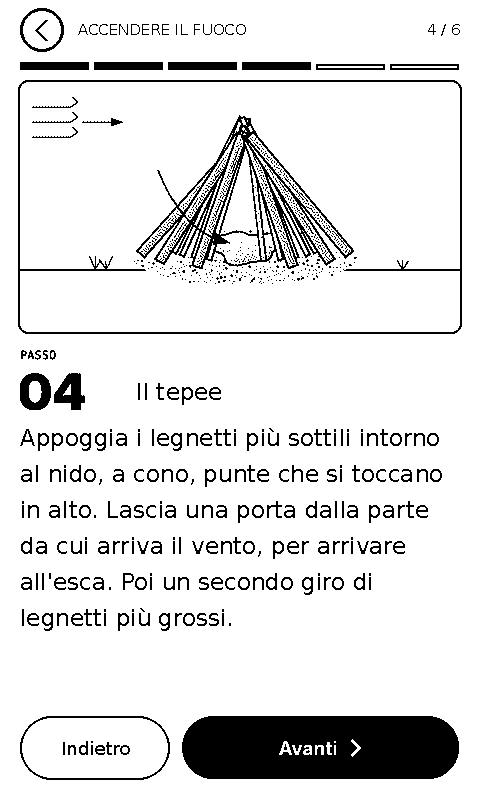 ACCENDERE IL FUOCO
4 / 6
PASSO
04
Il tepee
Appoggia i legnetti più sottili intorno
al nido, a cono, punte che si toccano
in alto. Lascia una porta dalla parte
da cui arriva il vento, per arrivare
all'esca. Poi un secondo giro di
legnetti più grossi.
Indietro
Avanti